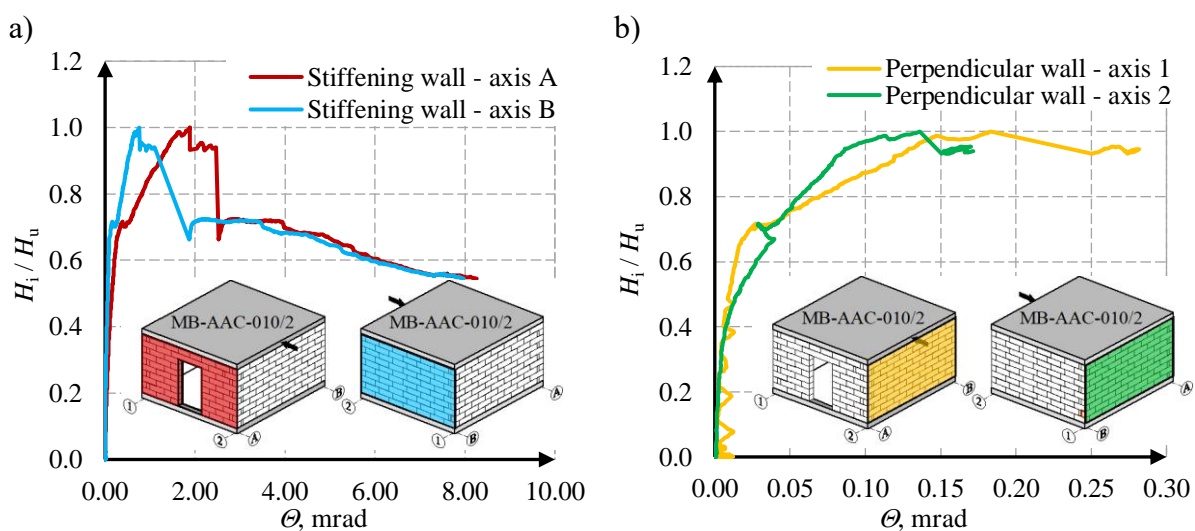 a)
1.2
1.0
0.8
0.6
0.4
0.2
0.0
Hi / Hu
Stiffening wall - axis A
Stiffening wall - axis B
MB-AAC-010/2
MB-AAC-010/2
1
2
A
B
2
1
B
A
0.00 2.00 4.00 6.00 8.00 10.00
Θ, mrad
b)
1.2
1.0
0.8
0.6
0.4
0.2
0.0
Hi / Hu
Perpendicular wall - axis 1
Perpendicular wall - axis 2
MB-AAC-010/2
MB-AAC-010/2
1
2
A
B
2
1
B
A
0.00 0.05 0.10 0.15 0.20 0.25 0.30
Θ, mrad